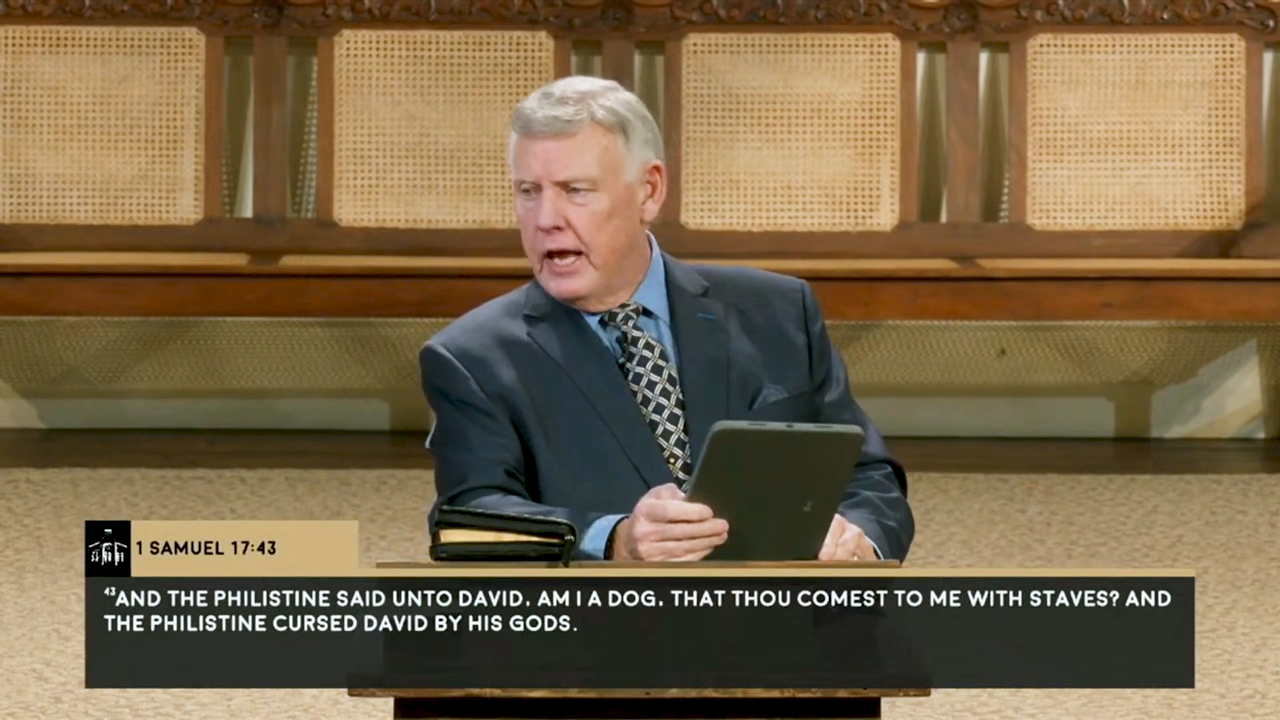 1 SAMUEL 17:43
⁴³AND THE PHILISTINE SAID UNTO DAVID. AM I A DOG. THAT THOU COMEST TO ME WITH STAVES? AND
THE PHILISTINE CURSED DAVID BY HIS GODS.